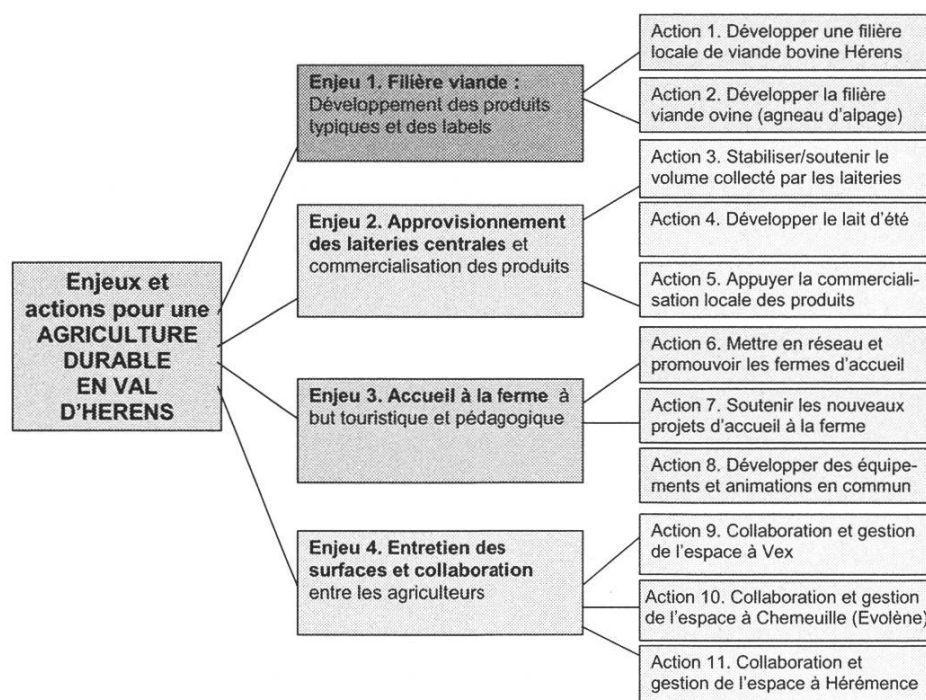 Enjeux et
actions pour une
AGRICULTURE
DURABLE
EN VAL
D'HERENS
Enjeu 1. Filière viande :
Développement des produits
typiques et des labels
Action 1. Développer une filière
locale de viande bovine Hérens
Action 2. Développer la filière
viande ovine (agneau d'alpage)
Enjeu 2. Approvisionnement
des laiteries centrales et
commercialisation des produits
Action 3. Stabiliser/soutenir le
volume collecté par les laiteries
Action 4. Développer le lait d'été
Action 5. Appuyer la commerciali-
sation locale des produits
Enjeu 3. Accueil à la ferme à
but touristique et pédagogique
Action 6. Mettre en réseau et
promouvoir les fermes d'accueil
Action 7. Soutenir les nouveaux
projets d'accueil à la ferme
Action 8. Développer des équipe-
ments et animations en commun
Enjeu 4. Entretien des
surfaces et collaboration
entre les agriculteurs
Action 9. Collaboration et gestion
de l'espace à Vex
Action 10. Collaboration et gestion
de l'espace à Chemeuille (Evolène)
Action 11. Collaboration et
gestion de l'espace à Hérémence